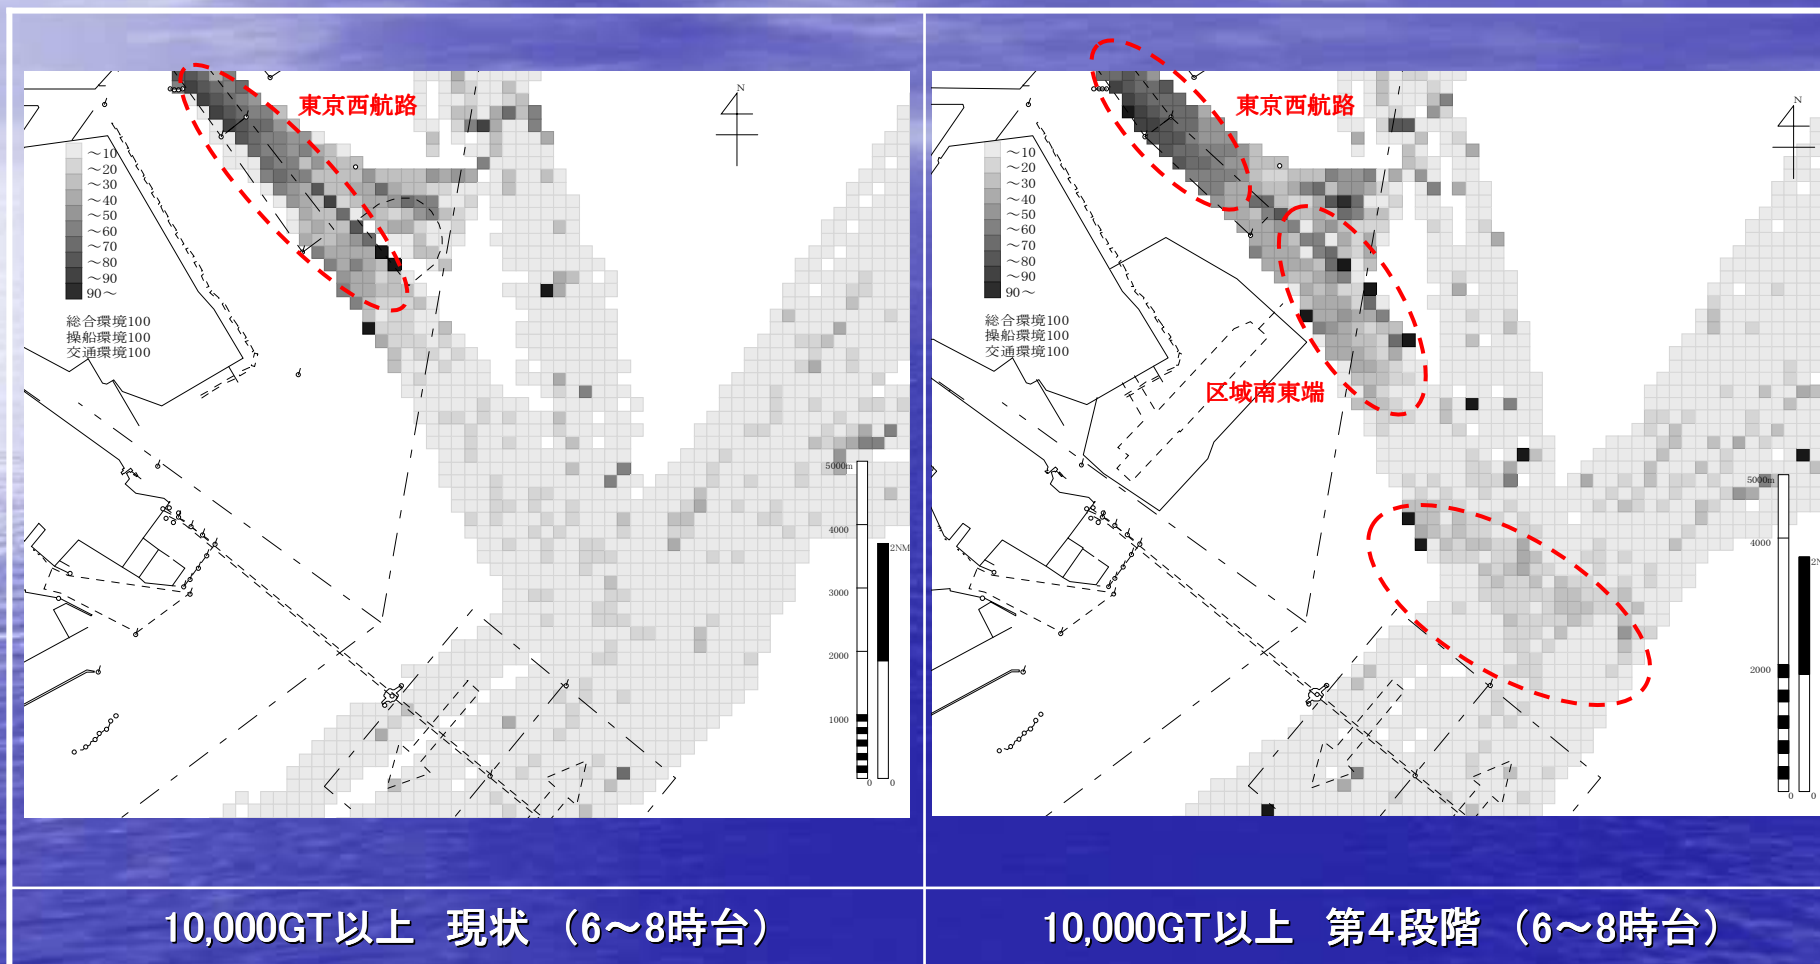 東京西航路
N
～10
～20
～30
～40
～50
～60
～70
～80
～90
90～
総合環境100
操船環境100
交通環境100
5000m
4000
2NM
3000
2000
1000
0
0
10,000GT以上　現状　（6～8時台）
東京西航路
N
～10
～20
～30
～40
～50
～60
～70
～80
～90
90～
総合環境100
操船環境100
交通環境100
区域南東端
5000m
4000
2N
2000
0
0
10,000GT以上　第4段階　（6～8時台）